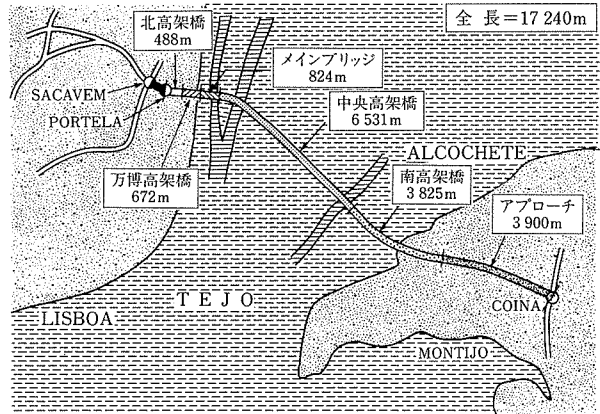 全 長＝17 240m
北高架橋
488m
メインブリッジ
824m
SACAVEM
PORTELA
中央高架橋
6 531m
ALCOCHETE
万博高架橋
672m
南高架橋
3 825m
アプローチ
3 900m
TEJO
LISBOA
COINA
MONTIJO